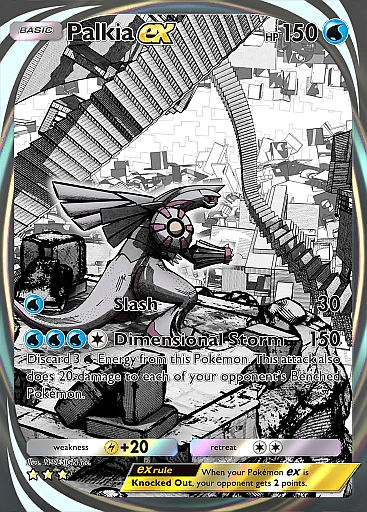 BASIC Palkia ex HP 150
Slash 30
Dimensional Storm 150
Discard 3 Energy from this Pokémon. This attack also
does 20 damage to each of your opponent's Benched
Pokémon.
weakness +20 retreat
ex rule When your Pokémon ex is
Knocked Out, your opponent gets 2 points.